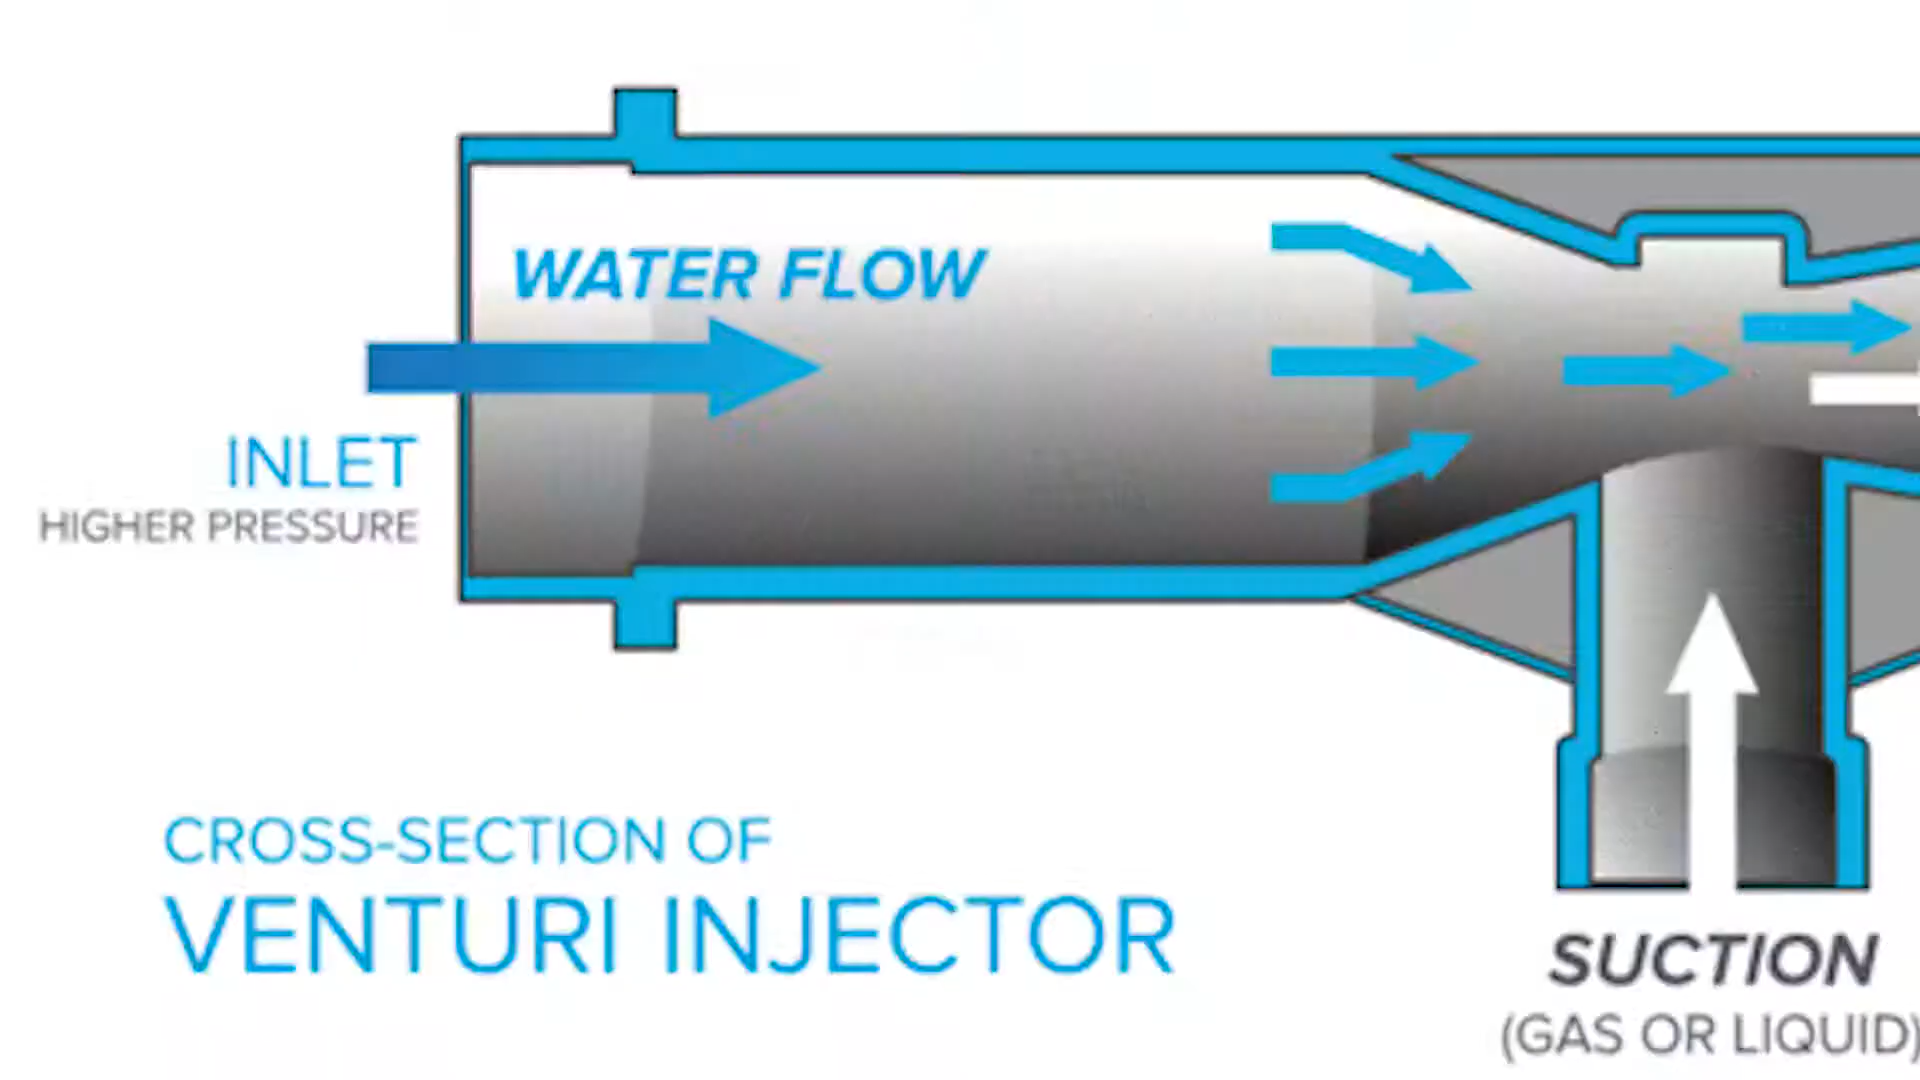 WATER FLOW
INLET
HIGHER PRESSURE
CROSS-SECTION OF
VENTURI INJECTOR
SUCTION
(GAS OR LIQUID)